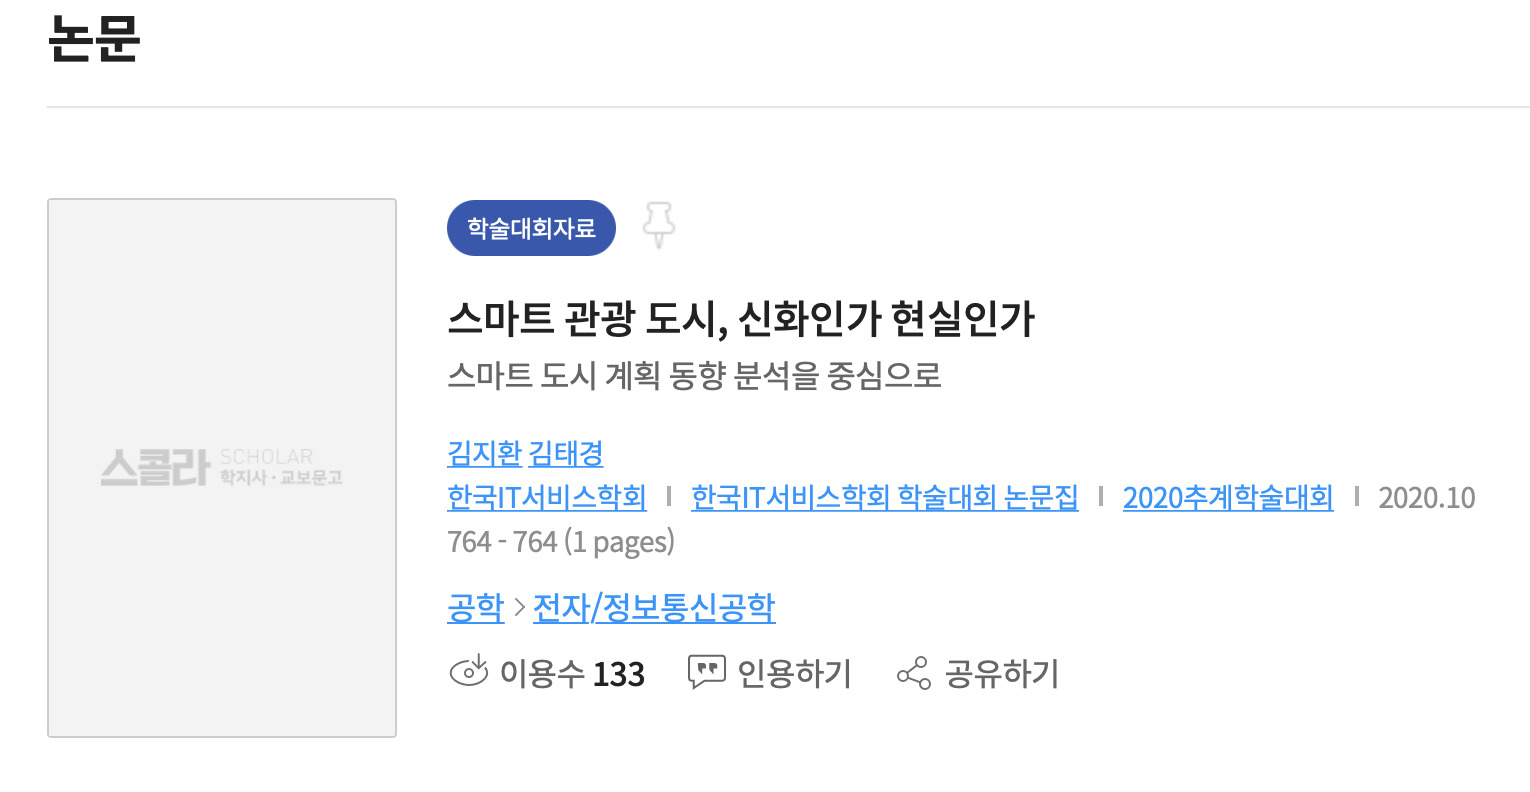 논문
학술대회자료
스마트 관광 도시, 신화인가 현실인가
스마트 도시 계획 동향 분석을 중심으로
김지환 김태경
한국IT서비스학회 | 한국IT서비스학회 학술대회 논문집 | 2020추계학술대회 | 2020.10
764 - 764 (1 pages)
공학 > 전자/정보통신공학
이용수 133 인용하기 공유하기
스콜라 SCHOLAR
학지사·교보문고